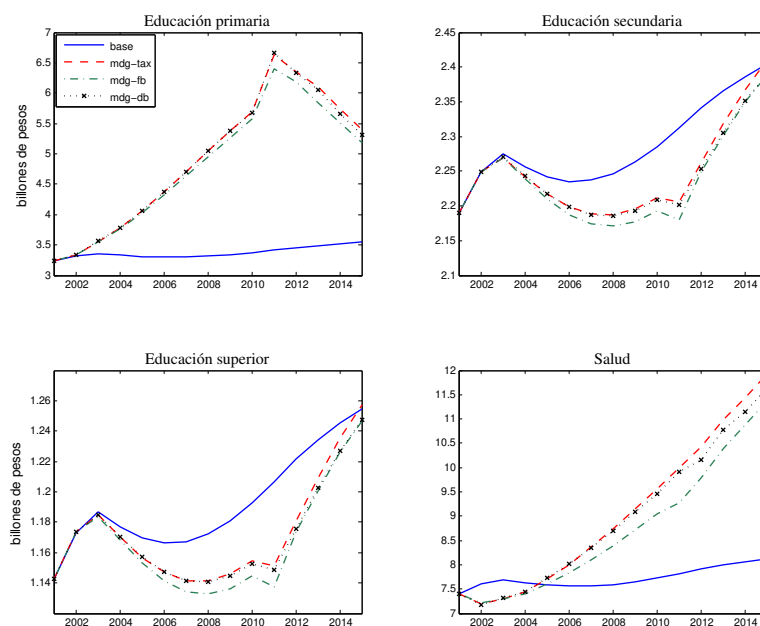 Educación primaria
7
6.5
6
5.5
5
4.5
4
3.5
3
billones de pesos
base
mdg-tax
mdg-fb
mdg-db
2002 2004 2006 2008 2010 2012 2014
Educación secundaria
2.45
2.4
2.35
2.3
2.25
2.2
2.15
2.1
2002 2004 2006 2008 2010 2012 2014
Educación superior
1.26
1.24
1.22
1.2
1.18
1.16
1.14
billones de pesos
2002 2004 2006 2008 2010 2012 2014
Salud
12
11.5
11
10.5
10
9.5
9
8.5
8
7.5
7
2002 2004 2006 2008 2010 2012 2014